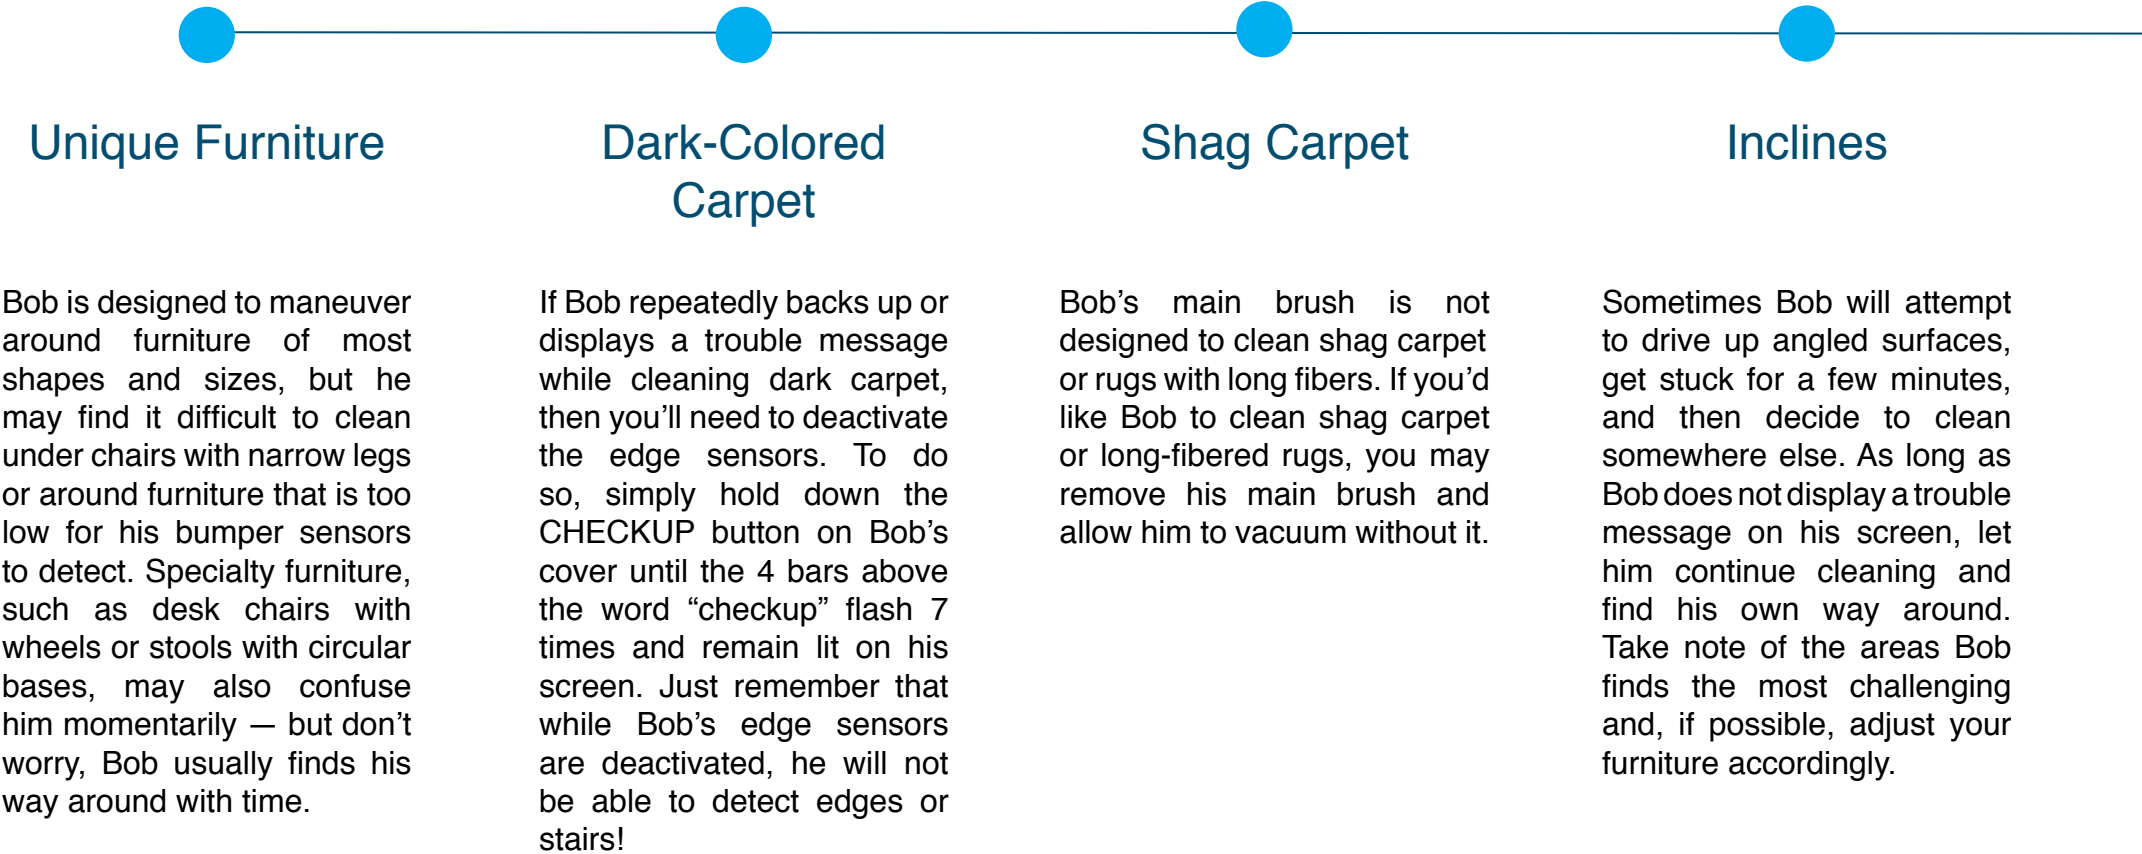 Unique Furniture
Bob is designed to maneuver
around furniture of most
shapes and sizes, but he
may find it difficult to clean
under chairs with narrow legs
or around furniture that is too
low for his bumper sensors
to detect. Specialty furniture,
such as desk chairs with
wheels or stools with circular
bases, may also confuse
him momentarily — but don’t
worry, Bob usually finds his
way around with time.
Dark-Colored
Carpet
If Bob repeatedly backs up or
displays a trouble message
while cleaning dark carpet,
then you’ll need to deactivate
the edge sensors. To do
so, simply hold down the
CHECKUP button on Bob’s
cover until the 4 bars above
the word “checkup” flash 7
times and remain lit on his
screen. Just remember that
while Bob’s edge sensors
are deactivated, he will not
be able to detect edges or
stairs!
Shag Carpet
Bob’s main brush is not
designed to clean shag carpet
or rugs with long fibers. If you’d
like Bob to clean shag carpet
or long-fibered rugs, you may
remove his main brush and
allow him to vacuum without it.
Inclines
Sometimes Bob will attempt
to drive up angled surfaces,
get stuck for a few minutes,
and then decide to clean
somewhere else. As long as
Bob does not display a trouble
message on his screen, let
him continue cleaning and
find his own way around.
Take note of the areas Bob
finds the most challenging
and, if possible, adjust your
furniture accordingly.